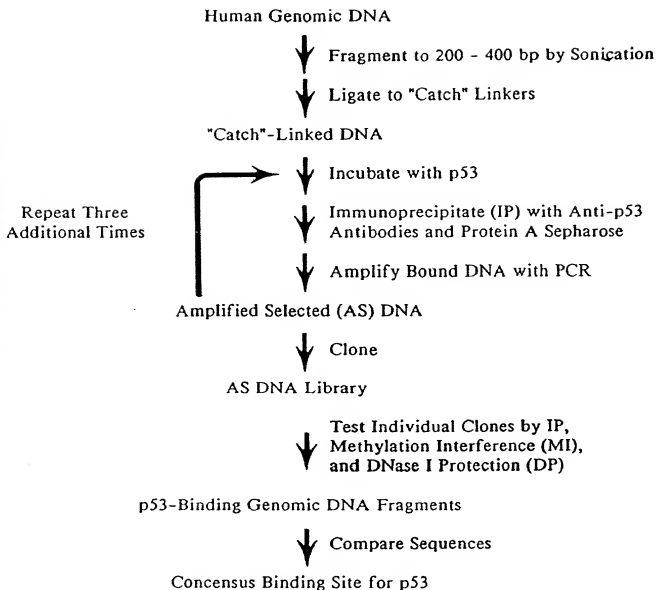 Human Genomic DNA
Fragment to 200 - 400 bp by Sonication
Ligate to "Catch" Linkers
"Catch"-Linked DNA
Incubate with p53
Repeat Three
Additional Times
Immunoprecipitate (IP) with Anti-p53
Antibodies and Protein A Sepharose
Amplify Bound DNA with PCR
Amplified Selected (AS) DNA
Clone
AS DNA Library
Test Individual Clones by IP,
Methylation Interference (MI),
and DNase I Protection (DP)
p53-Binding Genomic DNA Fragments
Compare Sequences
Concensus Binding Site for p53